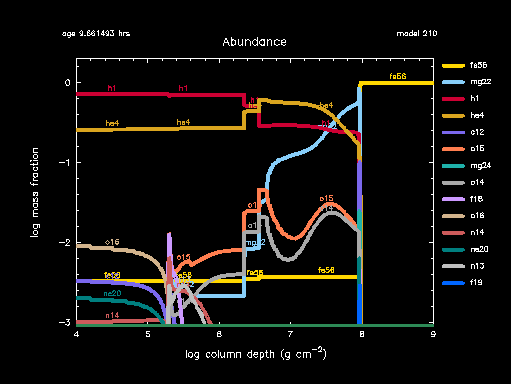 age 9.661493 hrs
model 210
Abundance
fe56
mg22
h1
he4
c12
o15
mg24
o14
f18
o16
n14
ne20
n13
f19
log mass fraction
0
-1
-2
-3
h1 h1
he4 he4
he4
fe56
o16
o15
fe56 fe56 fe56
ne20
n14
mg22
o15
4 5 6 7 8 9
log column depth (g cm⁻²)